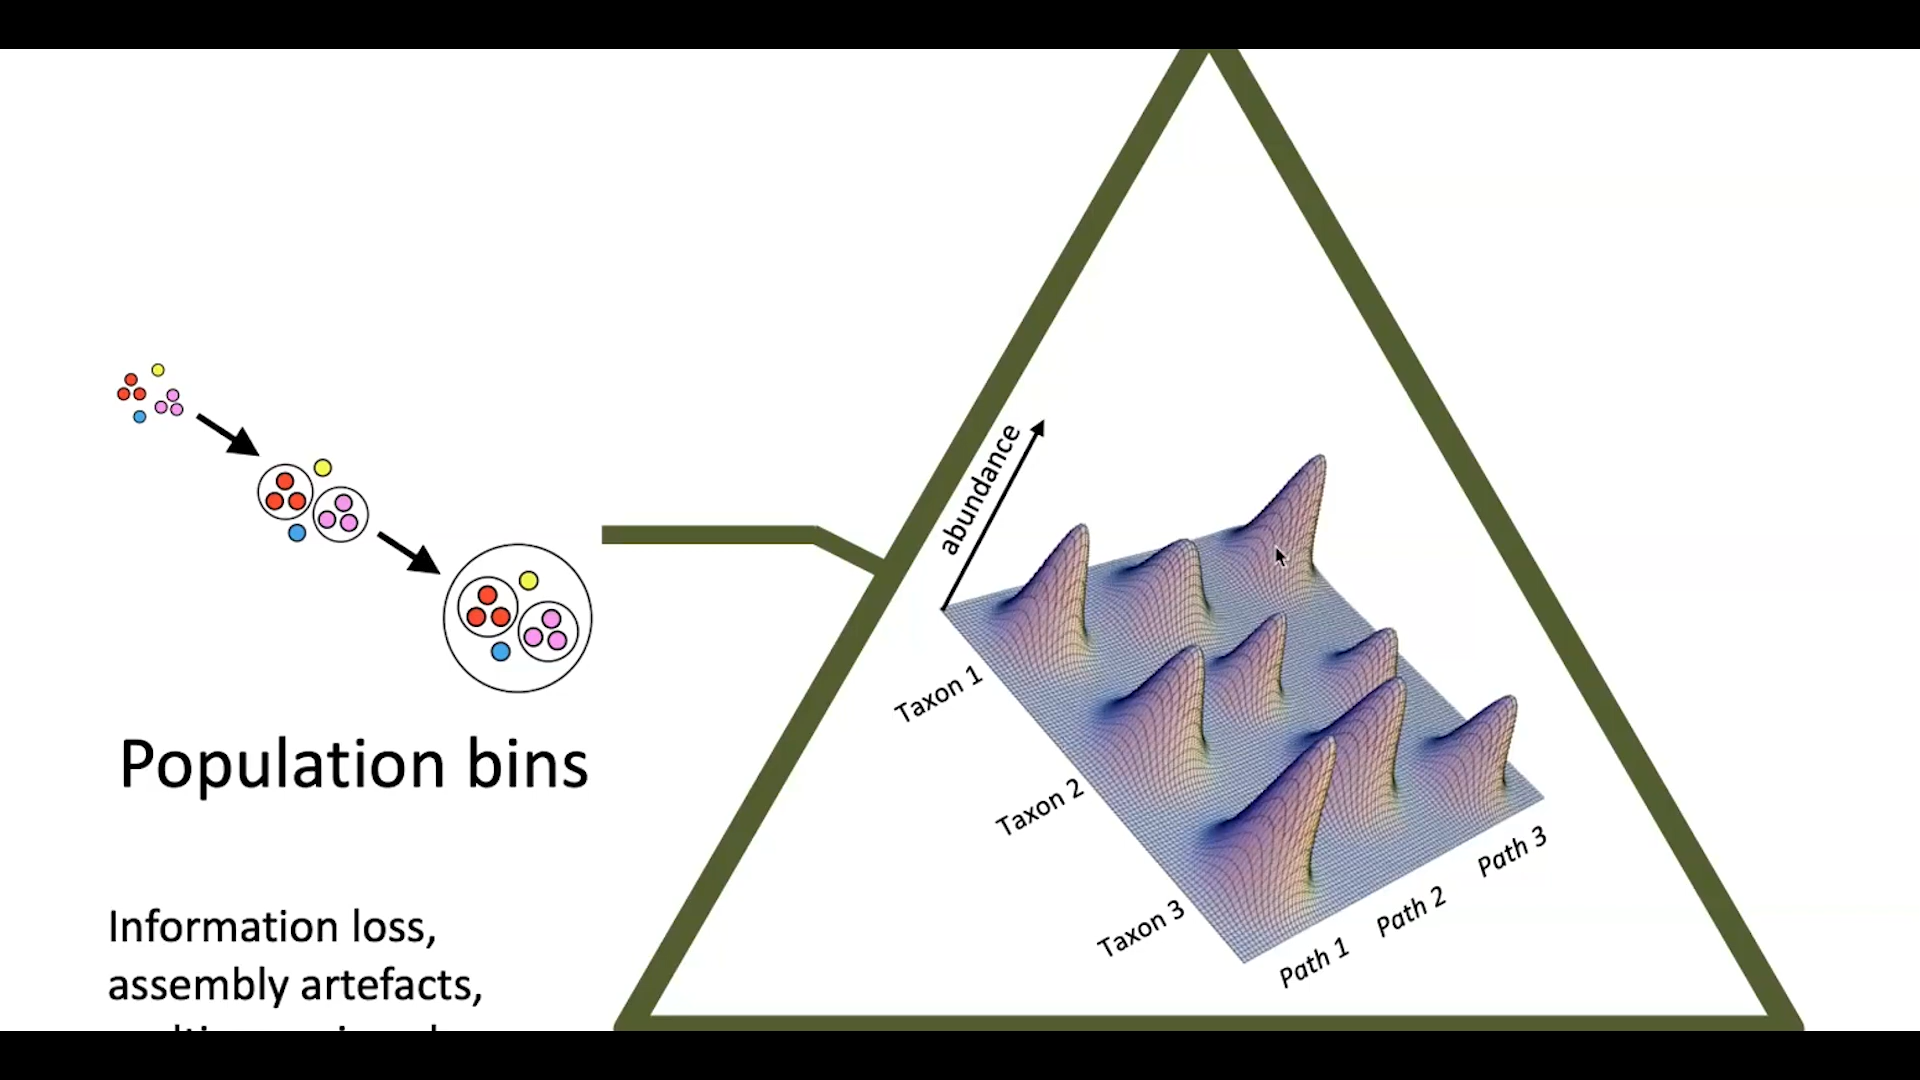 abundance
Taxon 1
Taxon 2
Taxon 3
Path 1
Path 2
Path 3
Population bins
Information loss,
assembly artefacts,